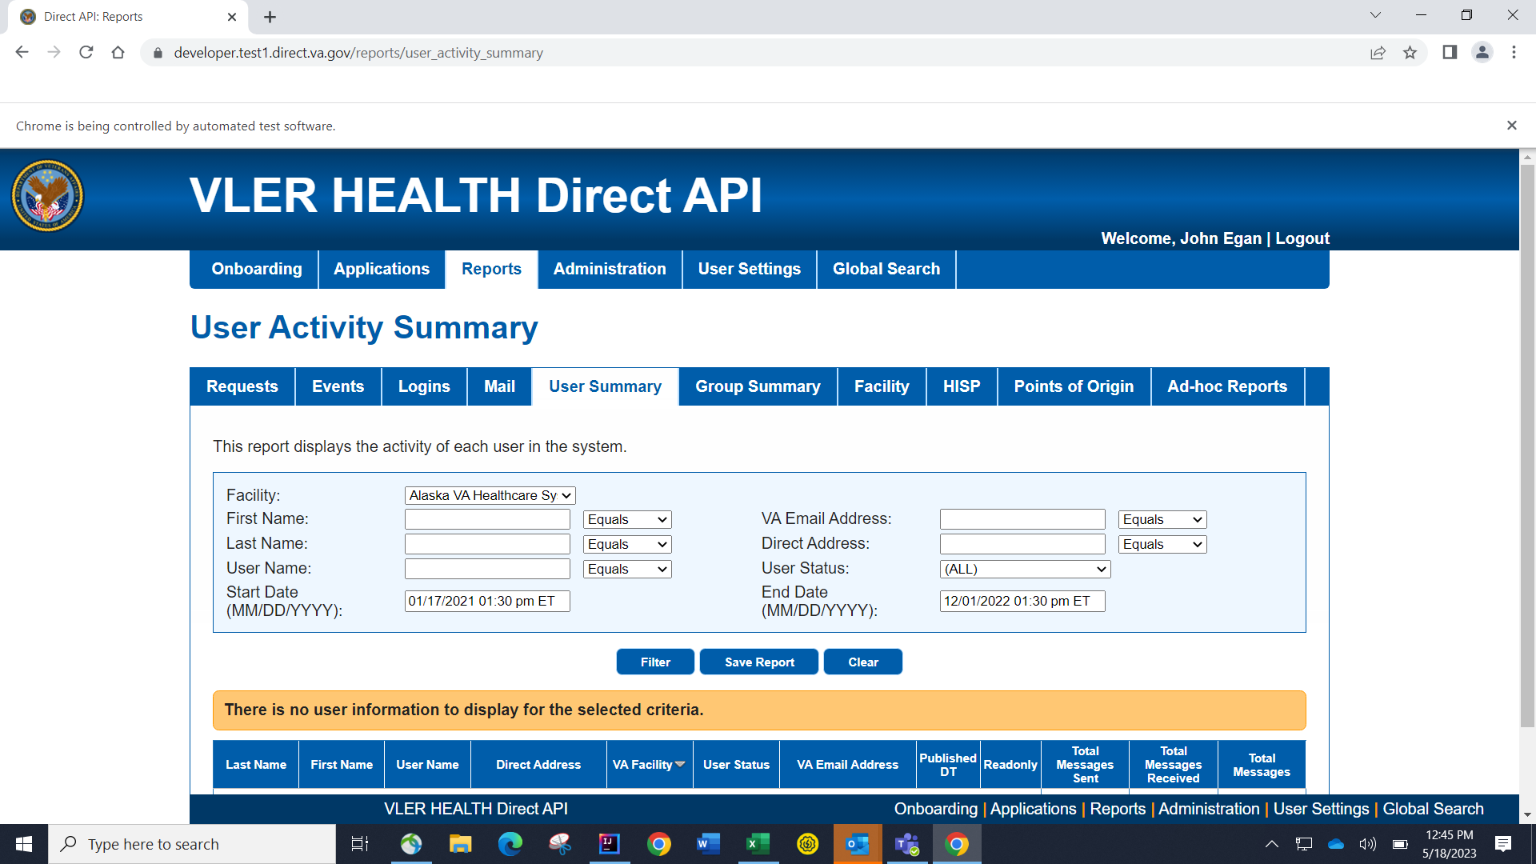 Direct API: Reports
developer.test1.direct.va.gov/reports/user_activity_summary
Chrome is being controlled by automated test software.
VLER HEALTH Direct API
Welcome, John Egan | Logout
Onboarding Applications Reports Administration User Settings Global Search
User Activity Summary
Requests Events Logins Mail User Summary Group Summary Facility HISP Points of Origin Ad-hoc Reports
This report displays the activity of each user in the system.
Facility: Alaska VA Healthcare Sy
First Name: Equals VA Email Address: Equals
Last Name: Equals Direct Address: Equals
User Name: Equals User Status: (ALL)
Start Date (MM/DD/YYYY): 01/17/2021 01:30 pm ET End Date (MM/DD/YYYY): 12/01/2022 01:30 pm ET
Filter Save Report Clear
There is no user information to display for the selected criteria.
Last Name First Name User Name Direct Address VA Facility User Status VA Email Address Published DT Readonly Total Messages Sent Total Messages Received Total Messages
VLER HEALTH Direct API Onboarding | Applications | Reports | Administration | User Settings | Global Search
Type here to search
12:45 PM
5/18/2023